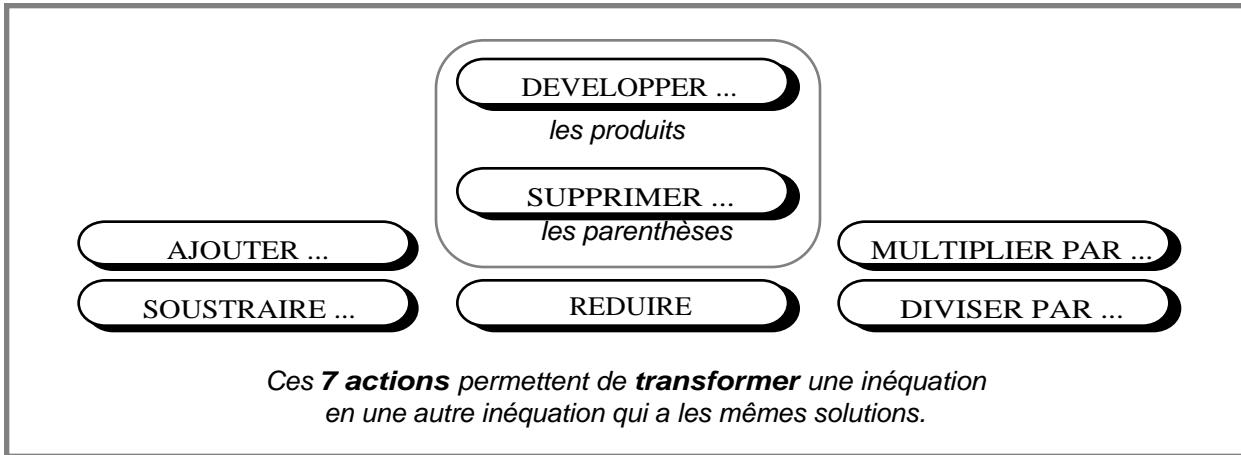 DEVELOPPER ...
les produits
SUPPRIMER ...
les parenthèses
AJOUTER ...
MULTIPLIER PAR ...
SOUSTRAIRE ...
REDUIRE
DIVISER PAR ...
Ces 7 actions permettent de transformer une inéquation
en une autre inéquation qui a les mêmes solutions.